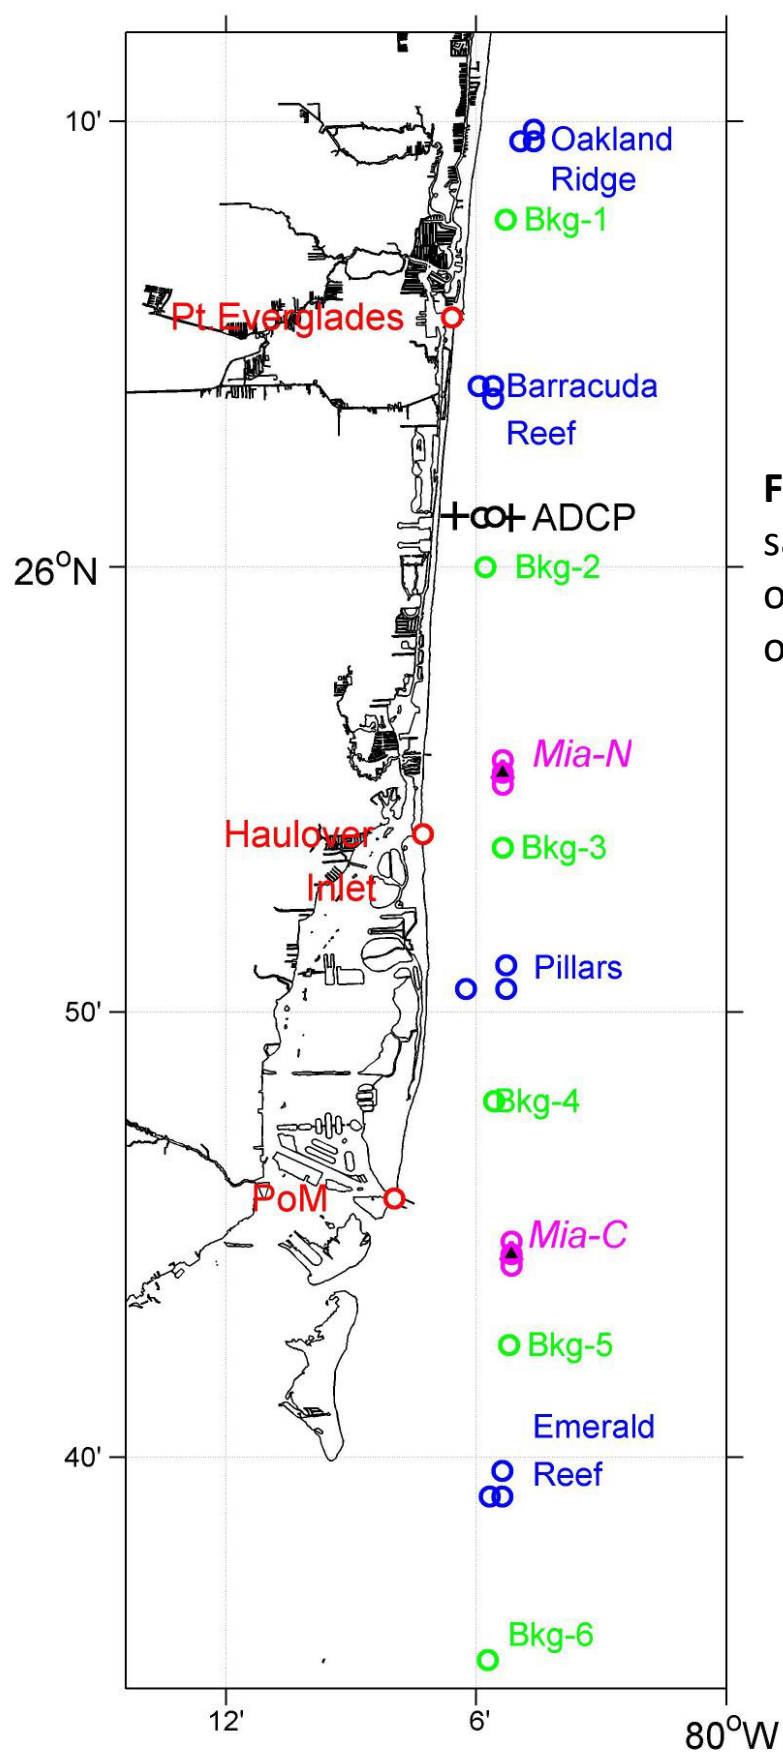 10'
Oakland
Ridge
Bkg-1
Pt Everglades
Barracuda
Reef
ADCP
26°N
Bkg-2
Mia-N
Haulover
Inlet
Bkg-3
Pillars
50'
Bkg-4
PoM
Mia-C
Bkg-5
Emerald
Reef
40'
Bkg-6
12'
6'
80°W